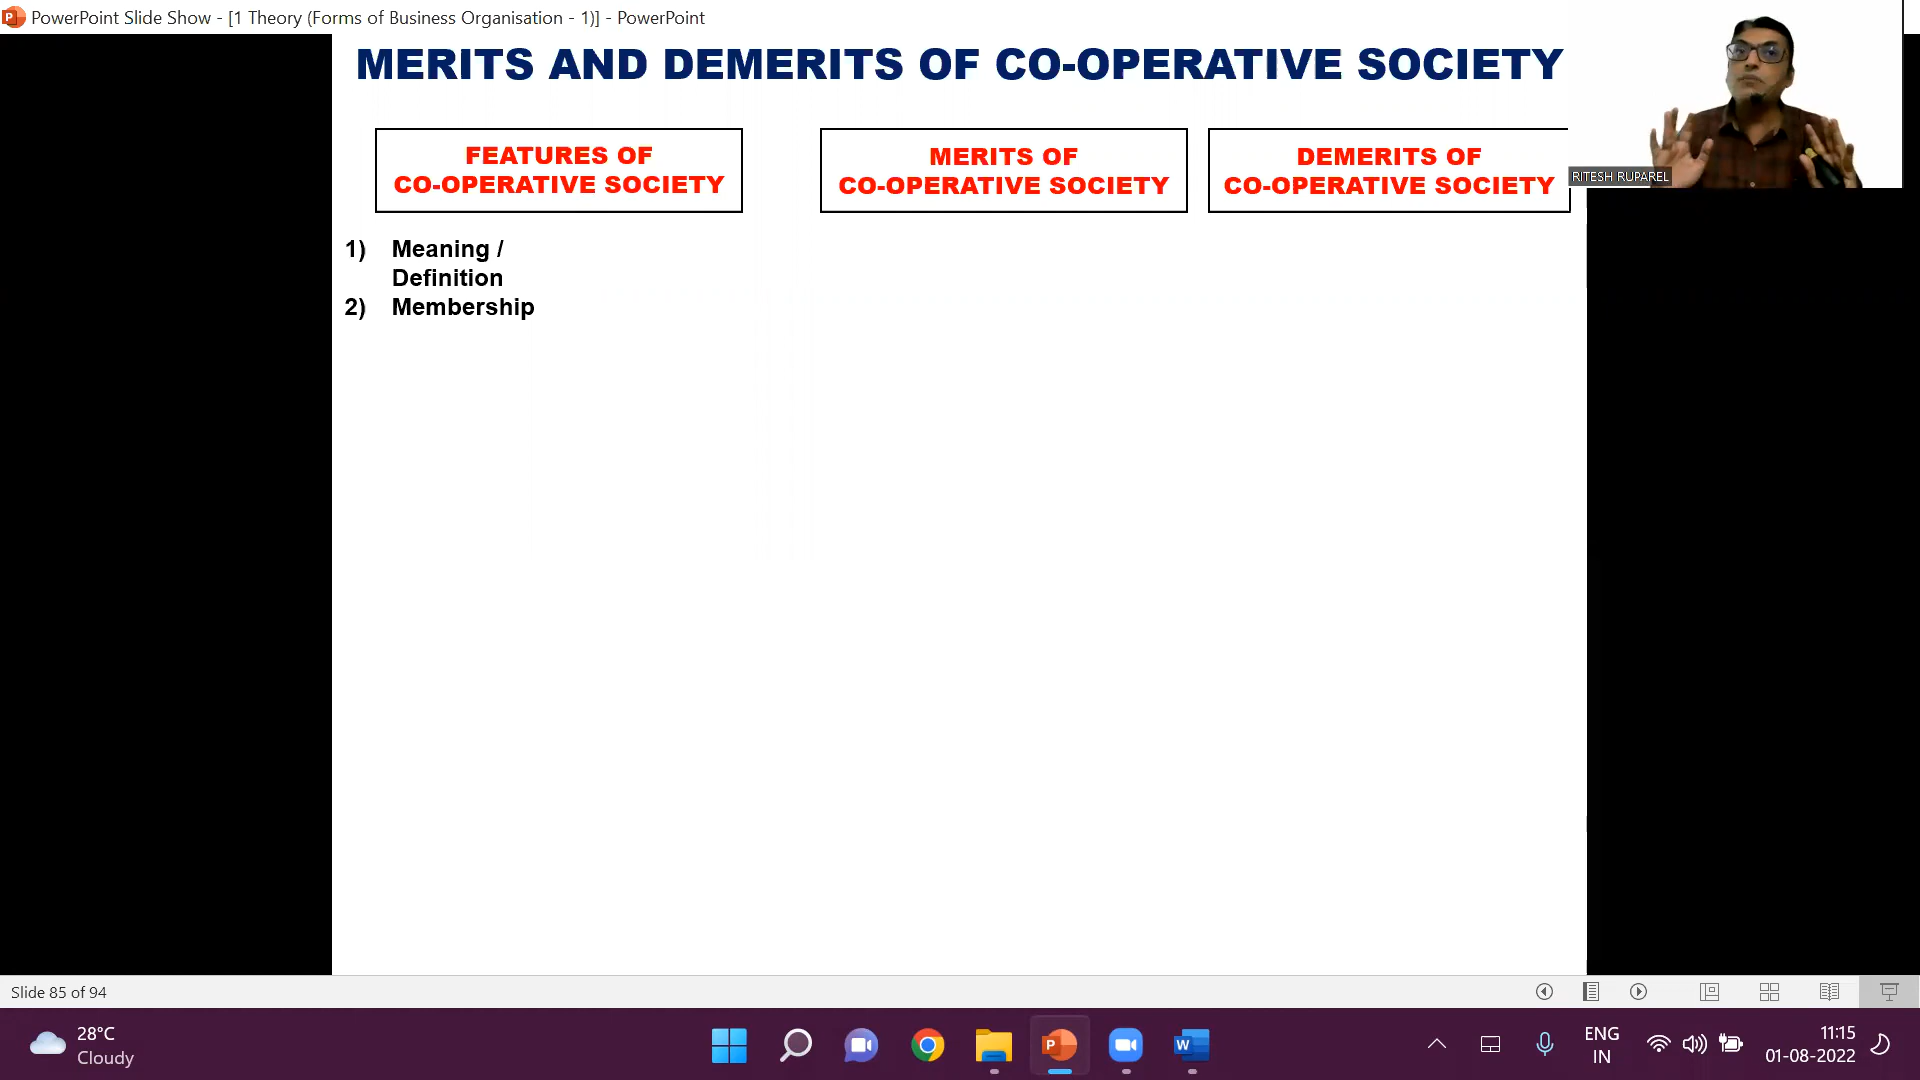 PowerPoint Slide Show - [1 Theory (Forms of Business Organisation - 1)] - PowerPoint
MERITS AND DEMERITS OF CO-OPERATIVE SOCIETY
FEATURES OF
CO-OPERATIVE SOCIETY
MERITS OF
CO-OPERATIVE SOCIETY
DEMERITS OF
CO-OPERATIVE SOCIETY
RITESH RUPAREL
1) Meaning /
Definition
2) Membership
Slide 85 of 94
28°C
Cloudy
ENG
IN
11:15
01-08-2022